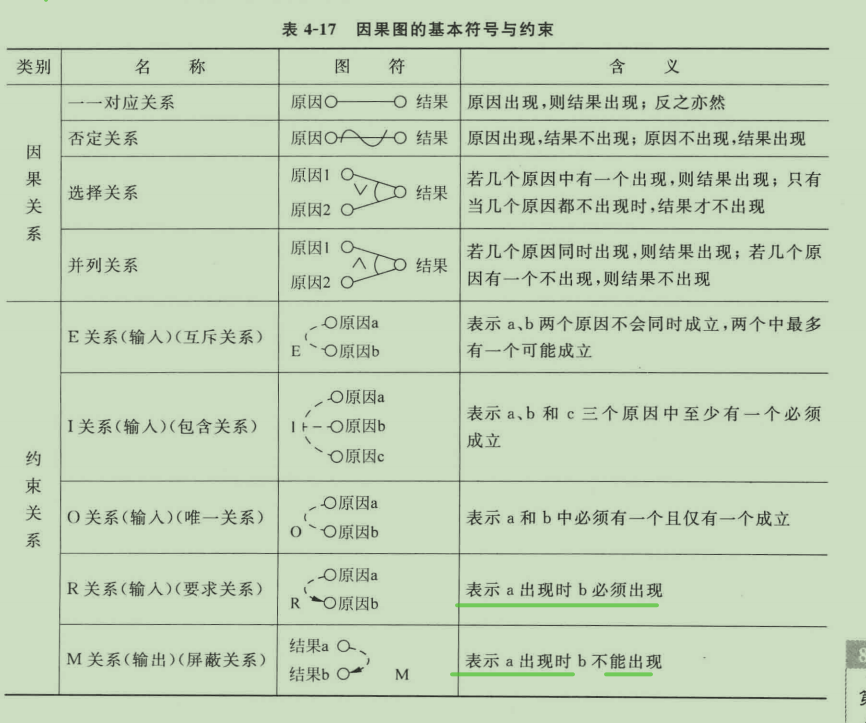 表 4-17 因果图的基本符号与约束
类别 名 称 图 符 含 义
因果关系
一一对应关系 原因 结果 原因出现,则结果出现；反之亦然
否定关系 原因 结果 原因出现,结果不出现；原因不出现,结果出现
选择关系 原因1 原因2 ∨ 结果 若几个原因中有一个出现,则结果出现；只有
当几个原因都不出现时,结果才不出现
并列关系 原因1 原因2 ∧ 结果 若几个原因同时出现,则结果出现；若几个原
因有一个不出现,则结果不出现
约束关系
E 关系(输入)(互斥关系) E 原因a 原因b 表示 a、b 两个原因不会同时成立,两个中最多
有一个可能成立
I 关系(输入)(包含关系) I 原因a 原因b 原因c 表示 a、b 和 c 三个原因中至少有一个必须
成立
O 关系(输入)(唯一关系) O 原因a 原因b 表示 a 和 b 中必须有一个且仅有一个成立
R 关系(输入)(要求关系) R 原因a 原因b 表示 a 出现时 b 必须出现
M 关系(输出)(屏蔽关系) 结果a 结果b M 表示 a 出现时 b 不能出现